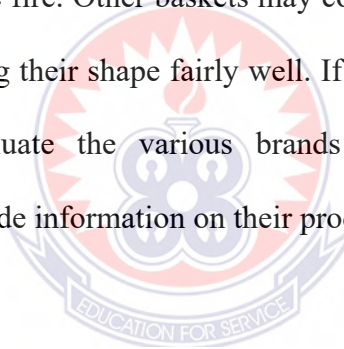 fire. Other baskets may co
g their shape fairly well. If
uate the various brands
de information on their pro
EDUCATION FOR SERVICE